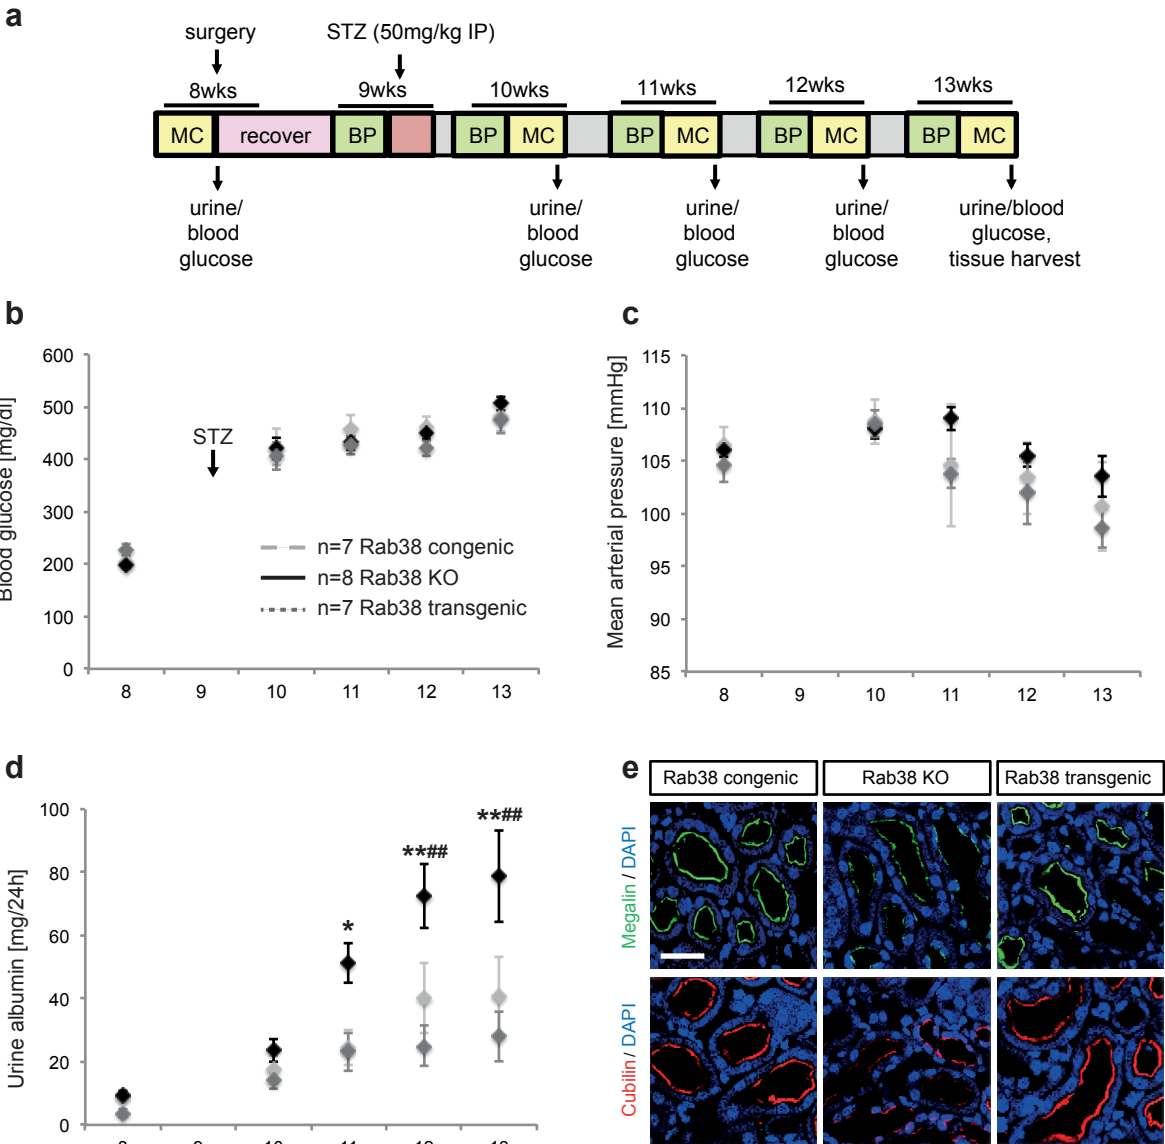 a
surgery
STZ (50mg/kg IP)
8wks
9wks
10wks
11wks
12wks
13wks
MC
recover
BP
BP
MC
BP
MC
BP
MC
BP
MC
urine/
blood
glucose
urine/
blood
glucose
urine/
blood
glucose
urine/
blood
glucose
urine/blood
glucose,
tissue harvest
b
Blood glucose [mg/dl]
600
500
400
300
200
100
0
STZ
n=7 Rab38 congenic
n=8 Rab38 KO
n=7 Rab38 transgenic
8
9
10
11
12
13
c
Mean arterial pressure [mmHg]
115
110
105
100
95
90
85
8
9
10
11
12
13
d
Urine albumin [mg/24h]
100
80
60
40
20
0
*
**##
**##
e
Rab38 congenic
Rab38 KO
Rab38 transgenic
Megalin / DAPI
Cubilin / DAPI